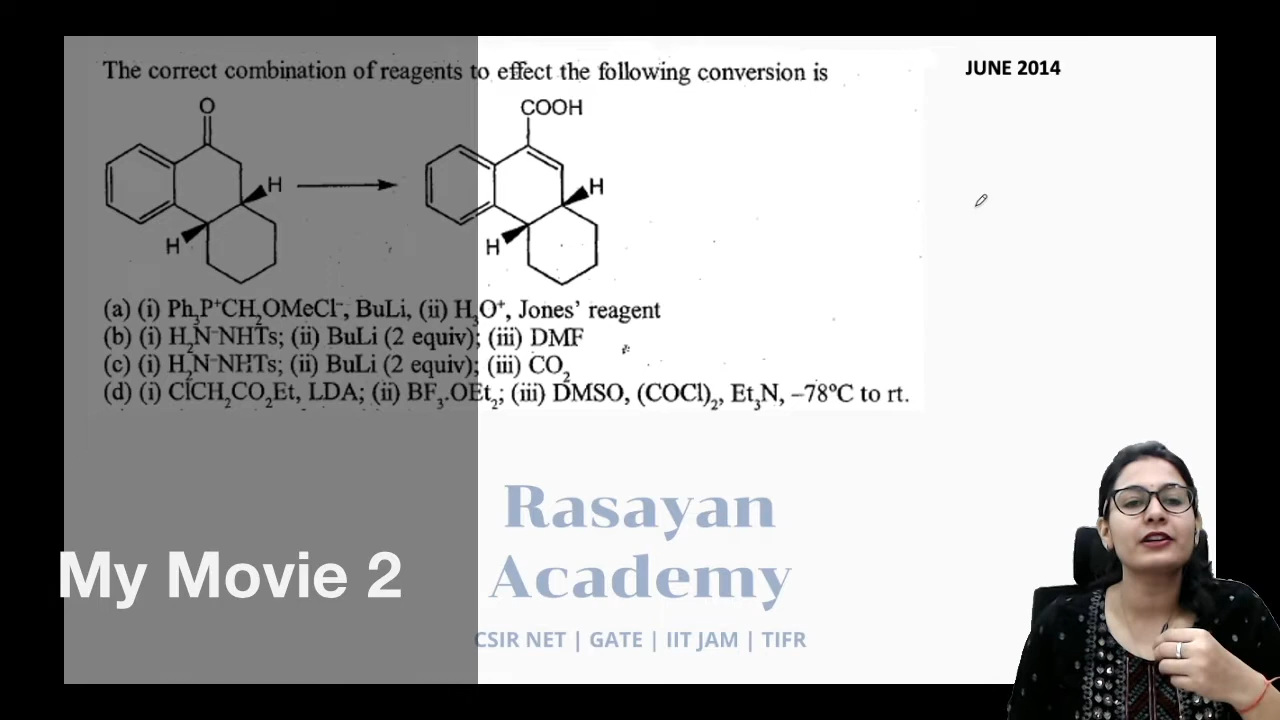 The correct combination of reagents to effect the following conversion is
JUNE 2014
O
COOH
H
H
H
H
(a) (i) Ph₃P⁺CH₂OMeCl⁻, BuLi, (ii) H₃O⁺, Jones' reagent
(b) (i) H₂N-NHTs; (ii) BuLi (2 equiv); (iii) DMF
(c) (i) H₂N-NHTs; (ii) BuLi (2 equiv); (iii) CO₂
(d) (i) ClCH₂CO₂Et, LDA; (ii) BF₃.OEt₂; (iii) DMSO, (COCl)₂, Et₃N, –78°C to rt.
Rasayan
Academy
My Movie 2
CSIR NET | GATE | IIT JAM | TIFR